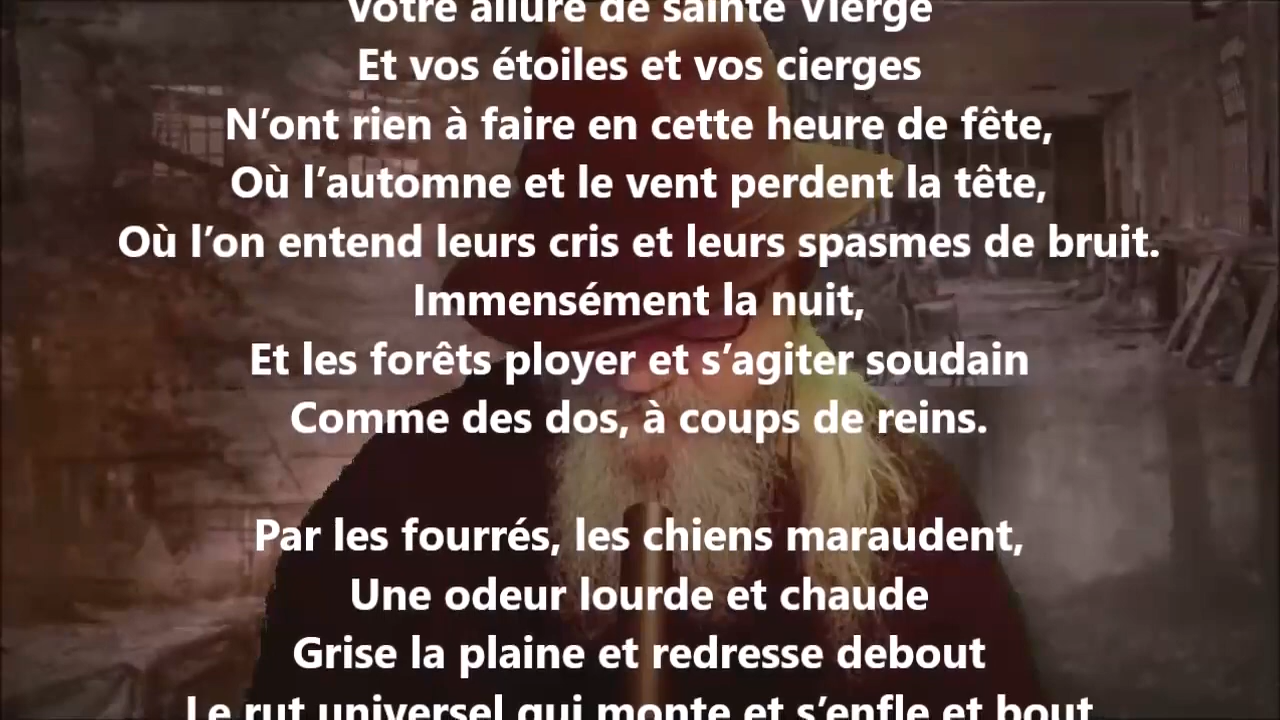 Votre allure de sainte Vierge
Et vos étoiles et vos cierges
N’ont rien à faire en cette heure de fête,
Où l’automne et le vent perdent la tête,
Où l’on entend leurs cris et leurs spasmes de bruit.
Immensément la nuit,
Et les forêts ployer et s’agiter soudain
Comme des dos, à coups de reins.

Par les fourrés, les chiens maraudent,
Une odeur lourde et chaude
Grise la plaine et redresse debout
Le rut universel qui monte et s’enfle et bout